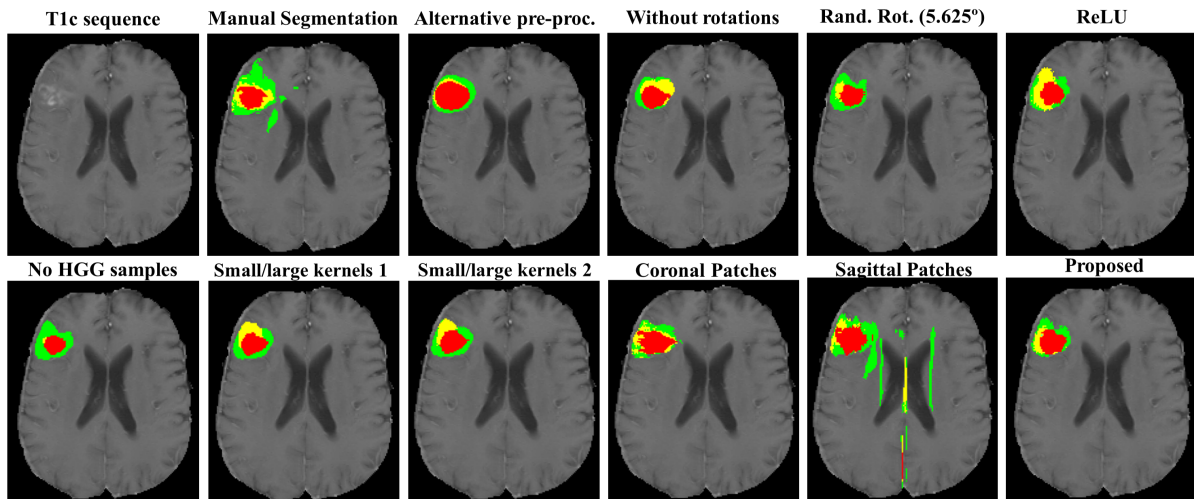 T1c sequence
Manual Segmentation
Alternative pre-proc.
Without rotations
Rand. Rot. (5.625º)
ReLU
No HGG samples
Small/large kernels 1
Small/large kernels 2
Coronal Patches
Sagittal Patches
Proposed